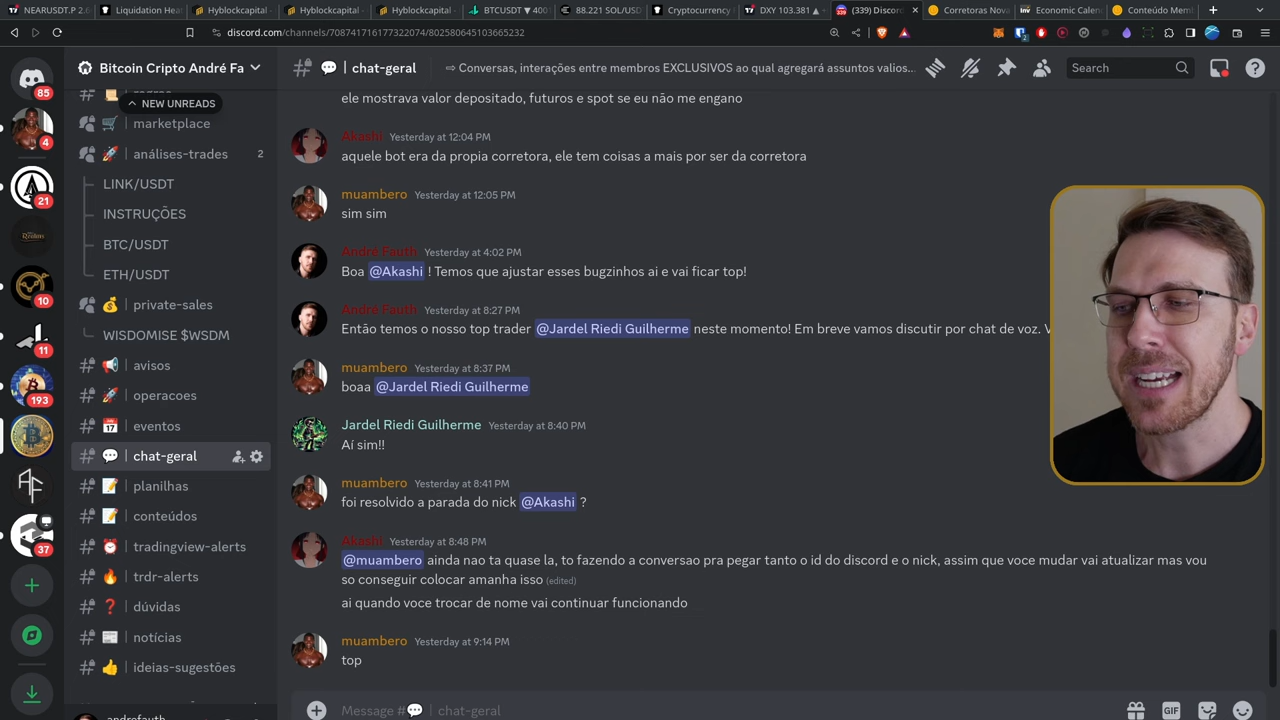 NEARUSDT.P 2.6
Liquidation Heat
Hyblockcapital -
Hyblockcapital -
Hyblockcapital -
BTCUSDT ▼ 400
88.221 SOL/USD
Cryptocurrency
DXY 103.381 ▲
(339) Discord
Corretoras Nova
Economic Calen
Conteúdo Memb
discord.com/channels/708741716177322074/802580645103665232
85
4
21
10
11
193
37
Bitcoin Cripto André Fa
NEW UNREADS
marketplace
análises-trades 2
LINK/USDT
INSTRUÇÕES
BTC/USDT
ETH/USDT
private-sales
WISDOMISE $WSDM
avisos
operacoes
eventos
chat-geral
planilhas
conteúdos
tradingview-alerts
trdr-alerts
dúvidas
notícias
ideias-sugestões
andrefauth
chat-geral
⇨ Conversas, interações entre membros EXCLUSIVOS ao qual agregará assuntos valios...
Search
ele mostrava valor depositado, futuros e spot se eu não me engano
Akashi Yesterday at 12:04 PM
aquele bot era da propia corretora, ele tem coisas a mais por ser da corretora
muambero Yesterday at 12:05 PM
sim sim
André Fauth Yesterday at 4:02 PM
Boa @Akashi ! Temos que ajustar esses bugzinhos ai e vai ficar top!
André Fauth Yesterday at 8:27 PM
Então temos o nosso top trader @Jardel Riedi Guilherme neste momento! Em breve vamos discutir por chat de voz. V
muambero Yesterday at 8:37 PM
boaa @Jardel Riedi Guilherme
Jardel Riedi Guilherme Yesterday at 8:40 PM
Aí sim!!
muambero Yesterday at 8:41 PM
foi resolvido a parada do nick @Akashi ?
Akashi Yesterday at 8:48 PM
@muambero ainda nao ta quase la, to fazendo a conversao pra pegar tanto o id do discord e o nick, assim que voce mudar vai atualizar mas vou
so conseguir colocar amanha isso (edited)
ai quando voce trocar de nome vai continuar funcionando
muambero Yesterday at 9:14 PM
top
Message #💬 | chat-geral
GIF